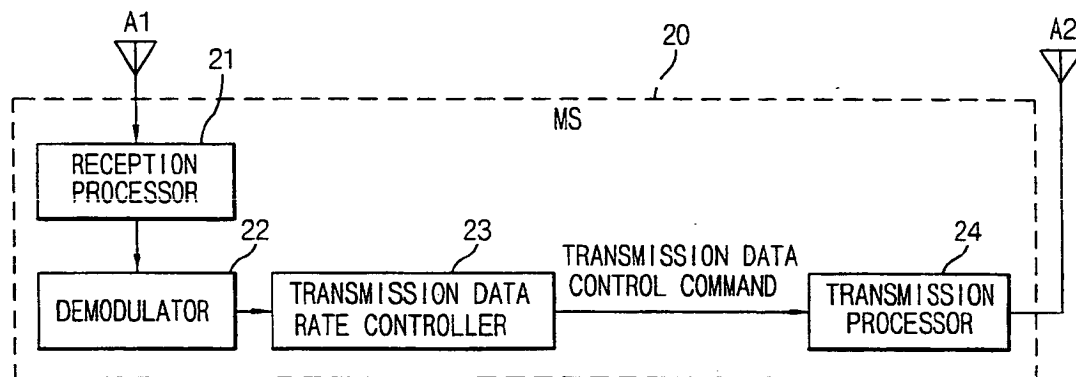 A1
A2
21
20
MS
RECEPTION
PROCESSOR
22
23
24
TRANSMISSION DATA
CONTROL COMMAND
DEMODULATOR
TRANSMISSION DATA
RATE CONTROLLER
TRANSMISSION
PROCESSOR